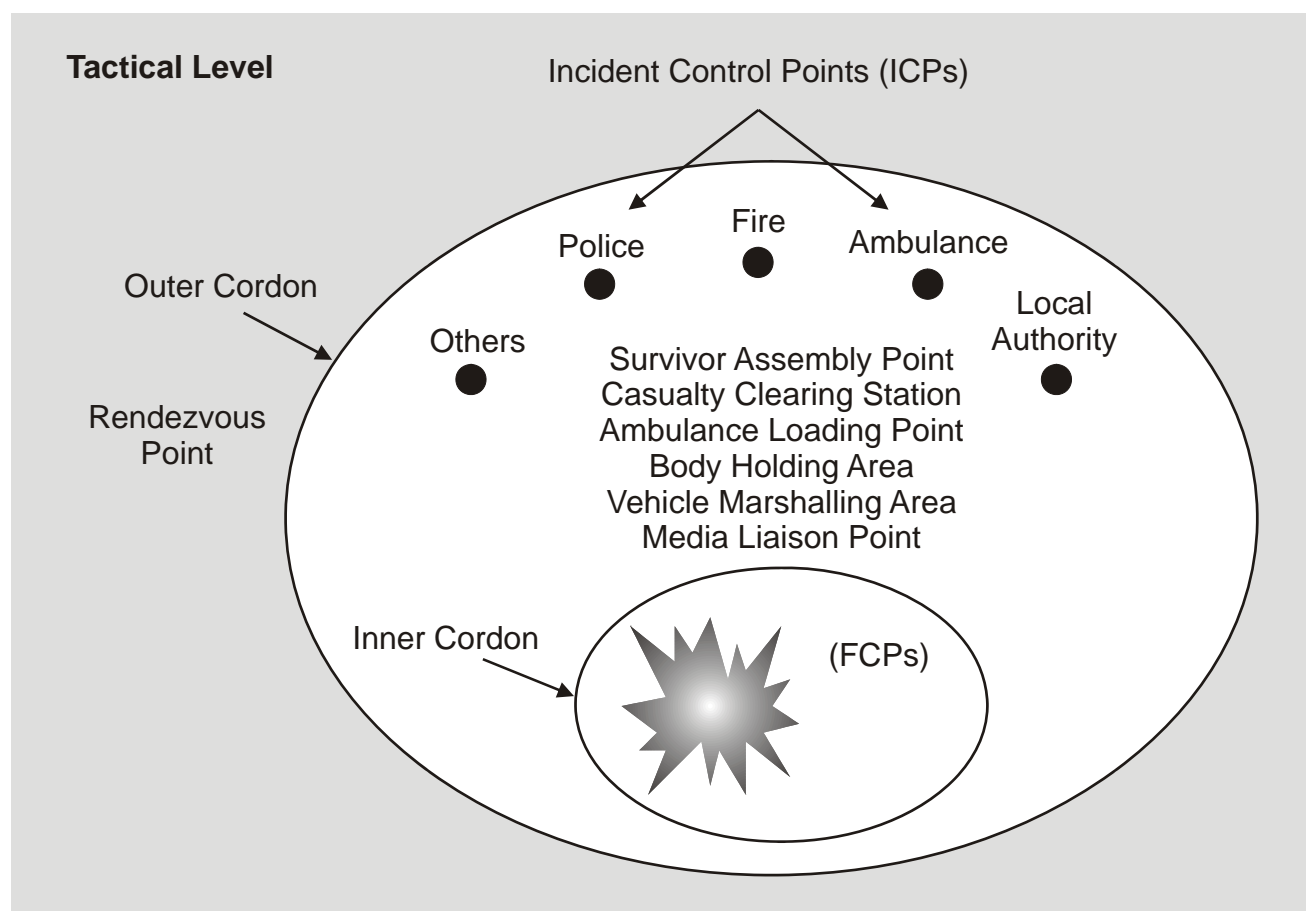 Tactical Level
Incident Control Points (ICPs)
Fire
Police
Ambulance
Outer Cordon
Local
Authority
Others
Survivor Assembly Point
Casualty Clearing Station
Ambulance Loading Point
Body Holding Area
Vehicle Marshalling Area
Media Liaison Point
Rendezvous
Point
Inner Cordon
(FCPs)